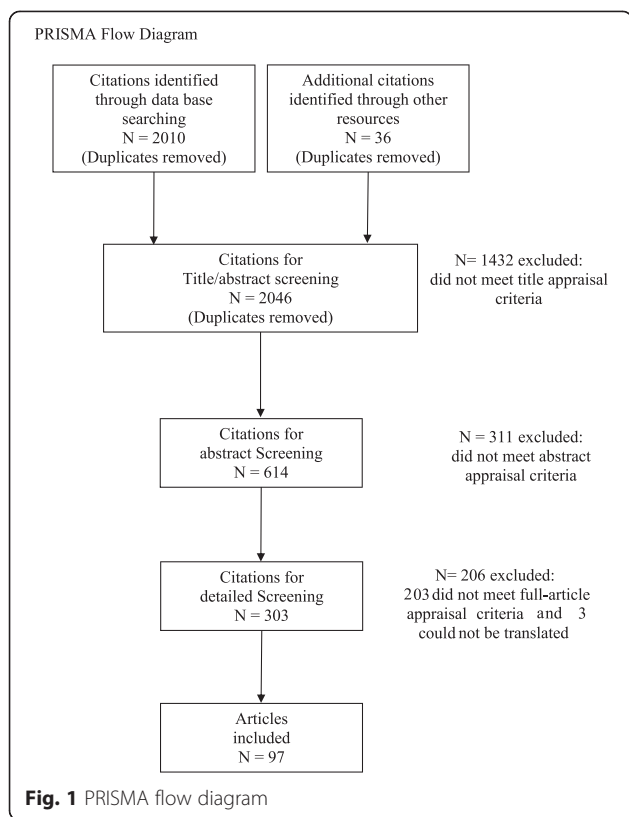 PRISMA Flow Diagram
Citations identified
through data base
searching
N = 2010
(Duplicates removed)
Additional citations
identified through other
resources
N = 36
(Duplicates removed)
Citations for
Title/abstract screening
N = 2046
(Duplicates removed)
N= 1432 excluded:
did not meet title appraisal
criteria
Citations for
abstract Screening
N = 614
N = 311 excluded:
did not meet abstract
appraisal criteria
Citations for
detailed Screening
N = 303
N= 206 excluded:
203 did not meet full-article
appraisal criteria and 3
could not be translated
Articles
included
N = 97
Fig. 1 PRISMA flow diagram